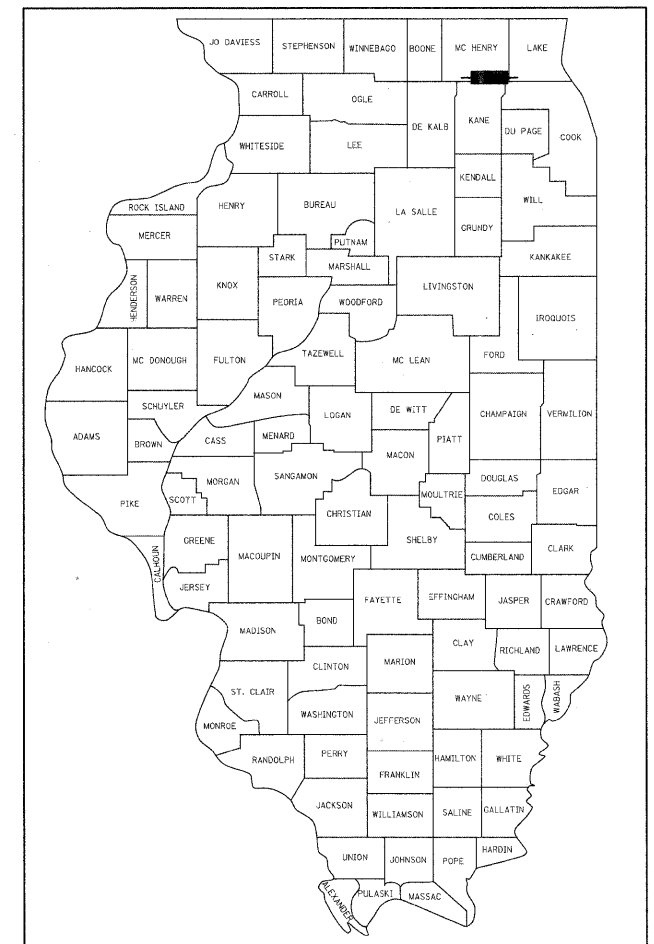 JO DAVIESS
STEPHENSON
WINNEBAGO
BOONE
MC HENRY
LAKE
CARROLL
OGLE
DE KALB
KANE
DU PAGE
COOK
WHITESIDE
LEE
KENDALL
WILL
ROCK ISLAND
HENRY
BUREAU
LA SALLE
GRUNDY
MERCER
PUTNAM
STARK
MARSHALL
KANKAKEE
HENDERSON
WARREN
KNOX
PEORIA
WOODFORD
LIVINGSTON
IROQUOIS
HANCOCK
MC DONOUGH
FULTON
TAZEWELL
MC LEAN
FORD
MASON
SCHUYLER
LOGAN
DE WITT
CHAMPAIGN
VERMILION
ADAMS
BROWN
CASS
MENARD
MACON
PIATT
SANGAMON
MORGAN
SCOTT
PIKE
CHRISTIAN
MOULTRIE
DOUGLAS
EDGAR
COLES
GREENE
MACOUPIN
MONTGOMERY
SHELBY
CUMBERLAND
CLARK
CALHOUN
JERSEY
FAYETTE
EFFINGHAM
JASPER
CRAWFORD
MADISON
BOND
CLAY
RICHLAND
LAWRENCE
CLINTON
MARION
ST. CLAIR
WAYNE
EDWARDS
WABASH
WASHINGTON
JEFFERSON
MONROE
RANDOLPH
PERRY
HAMILTON
WHITE
FRANKLIN
JACKSON
WILLIAMSON
SALINE
GALLATIN
UNION
JOHNSON
POPE
HARDIN
ALEXANDER
PULASKI
MASSAC